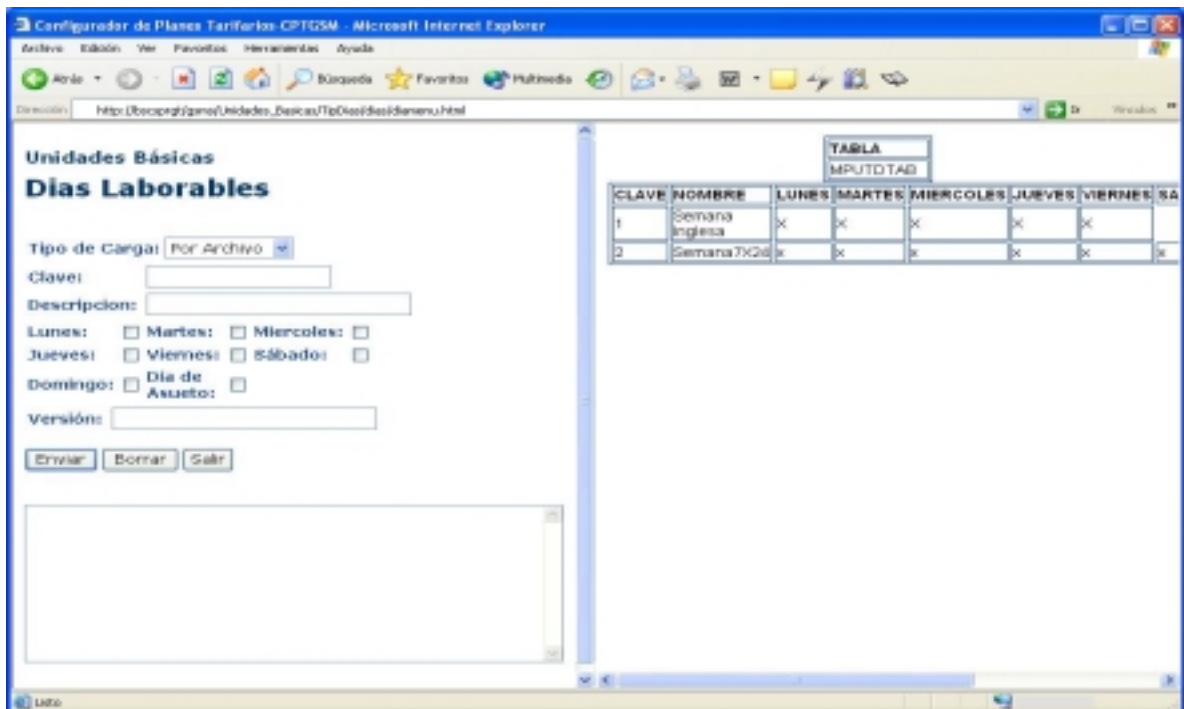 Configurador de Planes Tarifarios-CPTGSM - Microsoft Internet Explorer
Archivo Edición Ver Favoritos Herramientas Ayuda
Atrás Búsqueda Favoritos Multimedia
Dirección Ir Vínculos
Unidades Básicas
Dias Laborables
Tipo de Carga: Por Archivo
Clave:
Descripcion:
Lunes: Martes: Miercoles:
Jueves: Viernes: Sábado:
Domingo: Dia de Asueto:
Versión:
Enviar Borrar Salir
TABLA
MPUTDTAB
CLAVE NOMBRE LUNES MARTES MIERCOLES JUEVES VIERNES SA
1 Semana Inglesa X X X X X
2 Semana7X24 x x x x x x
Listo